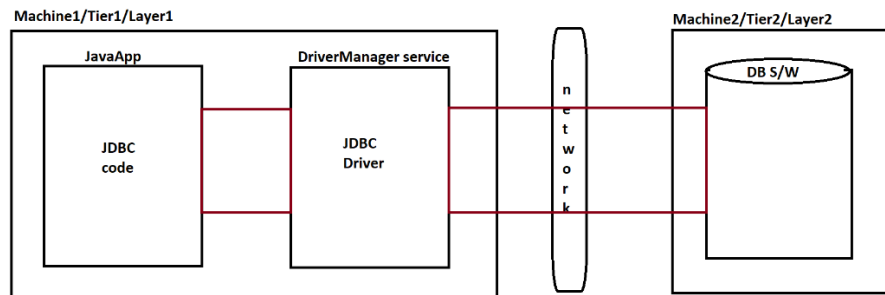 Machine1/Tier1/Layer1
Machine2/Tier2/Layer2
JavaApp
DriverManager service
DB S/W
JDBC
code
JDBC
Driver
n
e
t
w
o
r
k